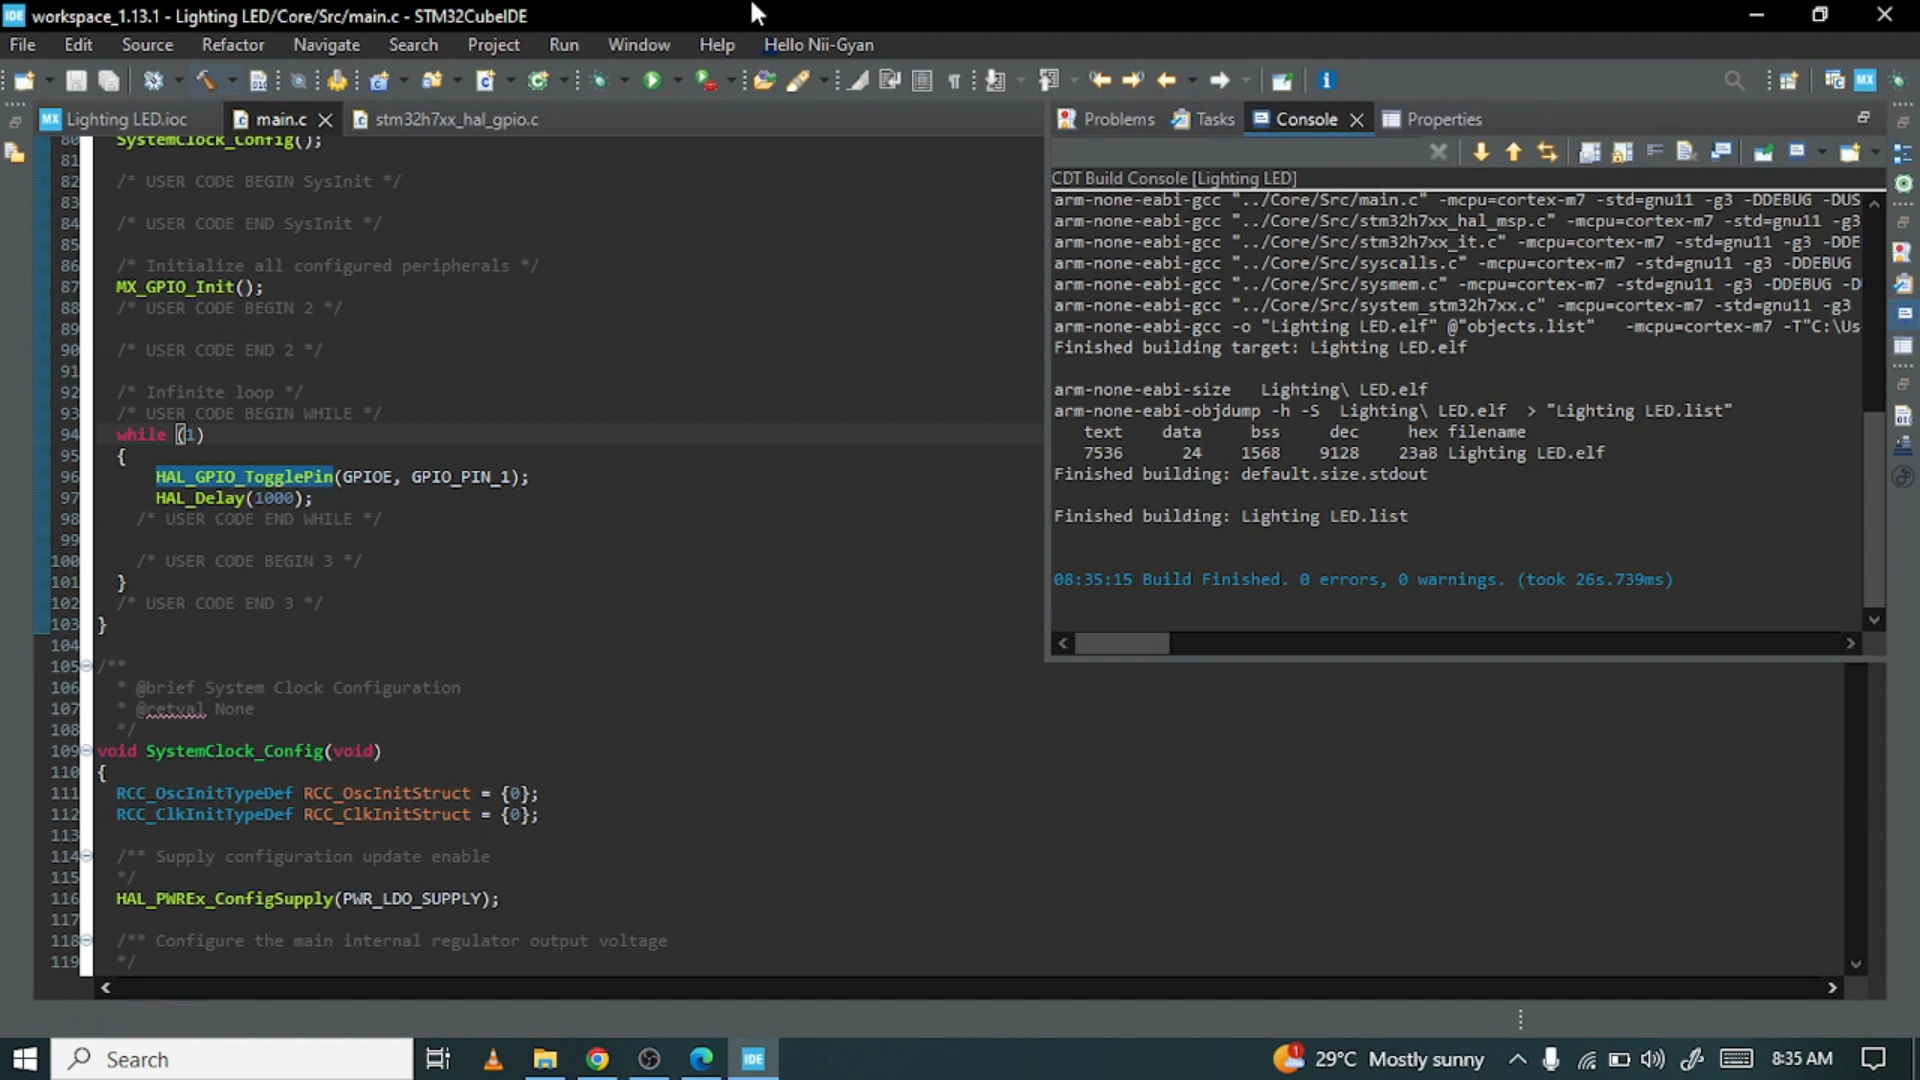 IDE workspace_1.13.1 - Lighting LED/Core/Src/main.c - STM32CubeIDE
File Edit Source Refactor Navigate Search Project Run Window Help Hello Nii-Gyan
MX
MX Lighting LED.ioc main.c stm32h7xx_hal_gpio.c
80 SystemClock_Config();
81
82 /* USER CODE BEGIN SysInit */
83
84 /* USER CODE END SysInit */
85
86 /* Initialize all configured peripherals */
87 MX_GPIO_Init();
88 /* USER CODE BEGIN 2 */
89
90 /* USER CODE END 2 */
91
92 /* Infinite loop */
93 /* USER CODE BEGIN WHILE */
94 while (1)
95 {
96 HAL_GPIO_TogglePin(GPIOE, GPIO_PIN_1);
97 HAL_Delay(1000);
98 /* USER CODE END WHILE */
99
100 /* USER CODE BEGIN 3 */
101 }
102 /* USER CODE END 3 */
103 }
104
105 /**
106 * @brief System Clock Configuration
107 * @retval None
108 */
109 void SystemClock_Config(void)
110 {
111 RCC_OscInitTypeDef RCC_OscInitStruct = {0};
112 RCC_ClkInitTypeDef RCC_ClkInitStruct = {0};
113
114 /** Supply configuration update enable
115 */
116 HAL_PWREx_ConfigSupply(PWR_LDO_SUPPLY);
117
118 /** Configure the main internal regulator output voltage
119 */
Problems Tasks Console Properties
CDT Build Console [Lighting LED]
arm-none-eabi-gcc "../Core/Src/main.c" -mcpu=cortex-m7 -std=gnu11 -g3 -DDEBUG -DUS
arm-none-eabi-gcc "../Core/Src/stm32h7xx_hal_msp.c" -mcpu=cortex-m7 -std=gnu11 -g3
arm-none-eabi-gcc "../Core/Src/stm32h7xx_it.c" -mcpu=cortex-m7 -std=gnu11 -g3 -DDE
arm-none-eabi-gcc "../Core/Src/syscalls.c" -mcpu=cortex-m7 -std=gnu11 -g3 -DDEBUG
arm-none-eabi-gcc "../Core/Src/sysmem.c" -mcpu=cortex-m7 -std=gnu11 -g3 -DDEBUG -D
arm-none-eabi-gcc "../Core/Src/system_stm32h7xx.c" -mcpu=cortex-m7 -std=gnu11 -g3
arm-none-eabi-gcc -o "Lighting LED.elf" @"objects.list" -mcpu=cortex-m7 -T"C:\Us
Finished building target: Lighting LED.elf
arm-none-eabi-size Lighting\ LED.elf
arm-none-eabi-objdump -h -S Lighting\ LED.elf > "Lighting LED.list"
text data bss dec hex filename
7536 24 1568 9128 23a8 Lighting LED.elf
Finished building: default.size.stdout
Finished building: Lighting LED.list
08:35:15 Build Finished. 0 errors, 0 warnings. (took 26s.739ms)
Search IDE 1 29°C Mostly sunny 8:35 AM